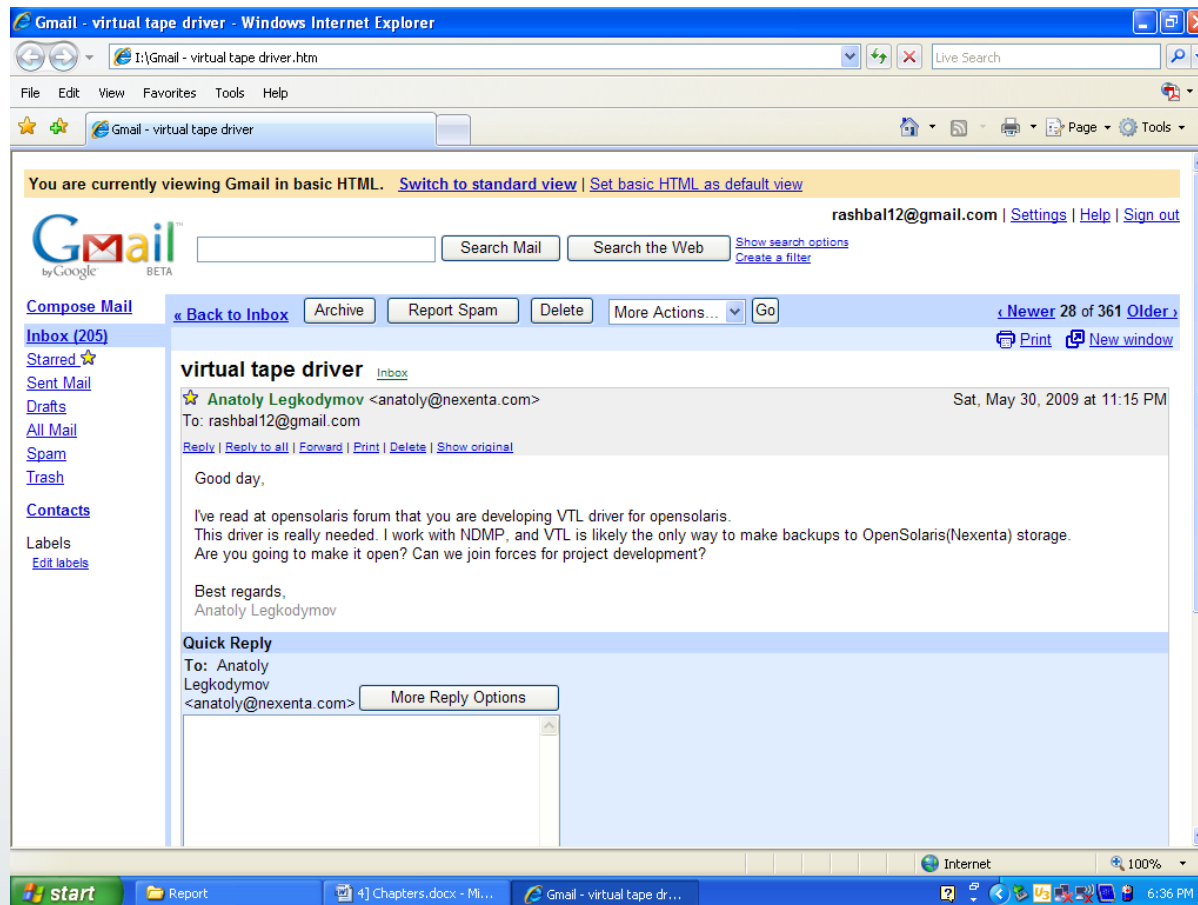 Gmail - virtual tape driver - Windows Internet Explorer
I:\Gmail - virtual tape driver.htm
Live Search
File Edit View Favorites Tools Help
Gmail - virtual tape driver
Page Tools
You are currently viewing Gmail in basic HTML. Switch to standard view | Set basic HTML as default view
rashbal12@gmail.com | Settings | Help | Sign out
Gmail
by Google BETA
Search Mail Search the Web
Show search options
Create a filter
Compose Mail
Inbox (205)
Starred
Sent Mail
Drafts
All Mail
Spam
Trash
Contacts
Labels
Edit labels
« Back to Inbox Archive Report Spam Delete More Actions... Go
‹ Newer 28 of 361 Older ›
Print New window
virtual tape driver Inbox
Anatoly Legkodymov <anatoly@nexenta.com> Sat, May 30, 2009 at 11:15 PM
To: rashbal12@gmail.com
Reply | Reply to all | Forward | Print | Delete | Show original
Good day,
I've read at opensolaris forum that you are developing VTL driver for opensolaris.
This driver is really needed. I work with NDMP, and VTL is likely the only way to make backups to OpenSolaris(Nexenta) storage.
Are you going to make it open? Can we join forces for project development?
Best regards,
Anatoly Legkodymov
Quick Reply
To: Anatoly
Legkodymov
<anatoly@nexenta.com> More Reply Options
Internet 100%
start Report 4] Chapters.docx - Mi... Gmail - virtual tape dr... 6:36 PM